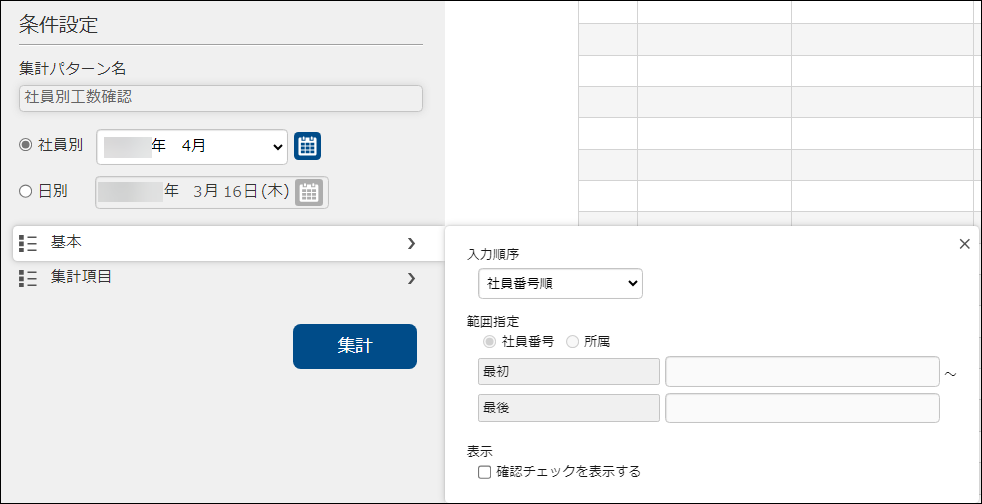 条件設定
集計パターン名
社員別工数確認
社員別 年 4月
日別 年 3月 16日(木)
基本
集計項目
集計
入力順序
社員番号順
範囲指定
社員番号 所属
最初 ～
最後
表示
確認チェックを表示する